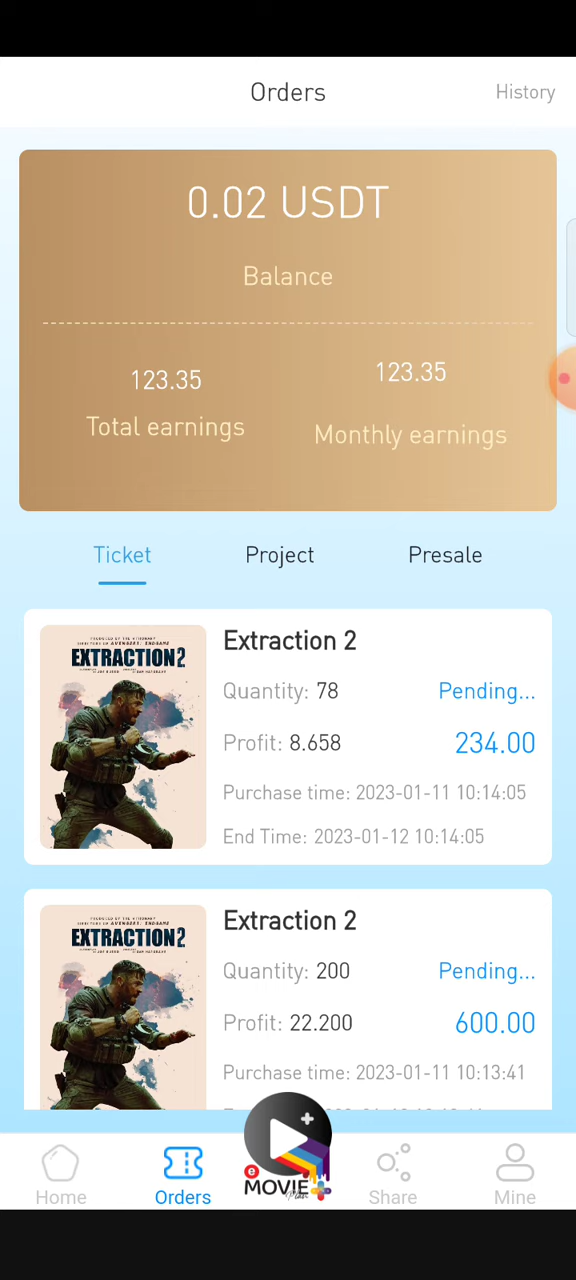 Orders
History
0.02 USDT
Balance
123.35
123.35
Total earnings
Monthly earnings
Ticket
Project
Presale
EXTRACTION 2
Extraction 2
Quantity: 78
Pending...
Profit: 8.658
234.00
Purchase time: 2023-01-11 10:14:05
End Time: 2023-01-12 10:14:05
EXTRACTION 2
Extraction 2
Quantity: 200
Pending...
Profit: 22.200
600.00
Purchase time: 2023-01-11 10:13:41
e
MOVIE
Plan
Home
Orders
Share
Mine